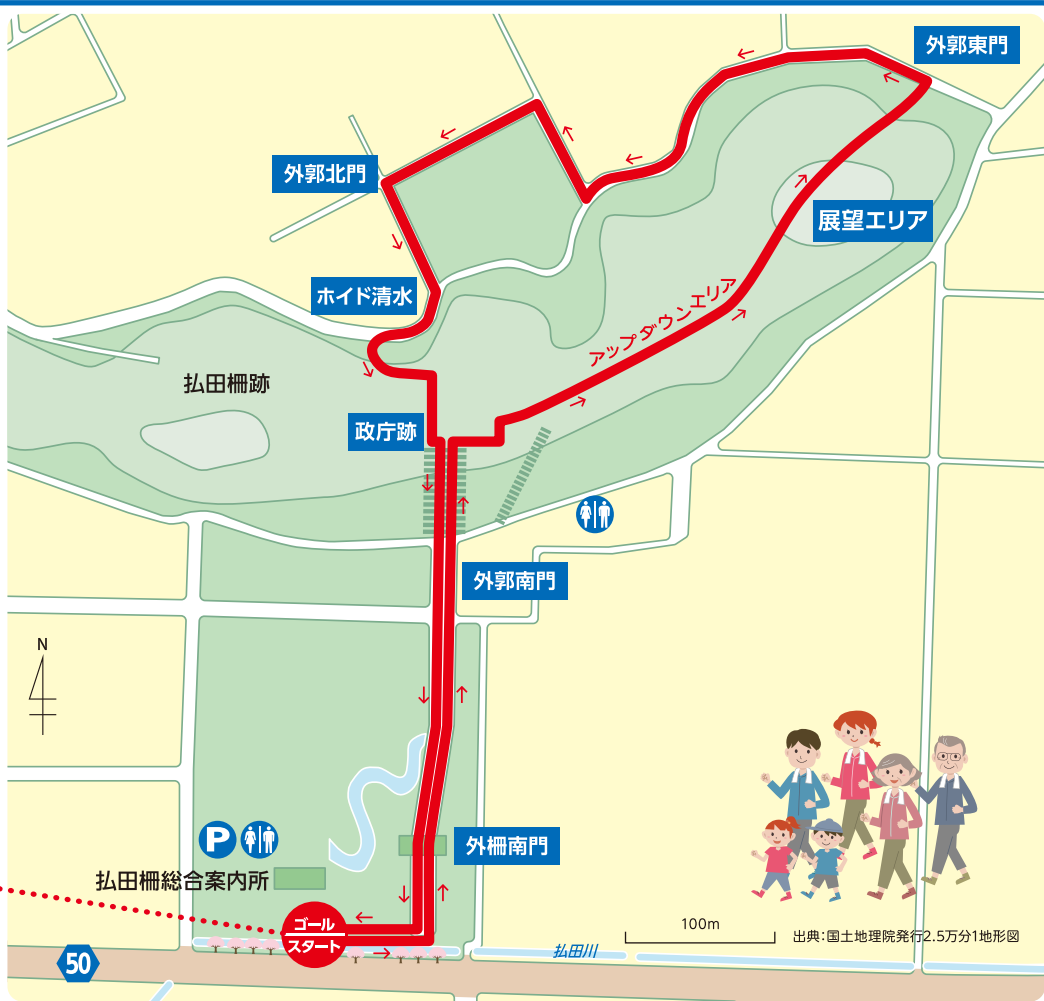 外郭東門
外郭北門
展望エリア
ホイド清水
アップダウンエリア
払田柵跡
政庁跡
外郭南門
N
P
外柵南門
払田柵総合案内所
ゴール
スタート
100m
出典：国土地理院発行2.5万分1地形図
払田川
50